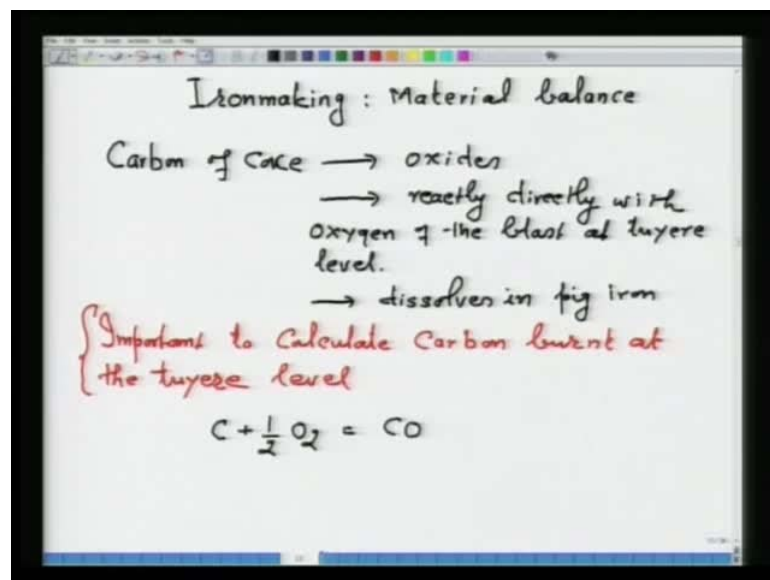 Ironmaking : Material balance
Carbon of Coke → oxides
→ reactly directly with
oxygen of the blast at tuyere
level.
→ dissolves in pig iron
Important to Calculate Carbon burnt at
the tuyere level
C + 1/2 O2 = CO